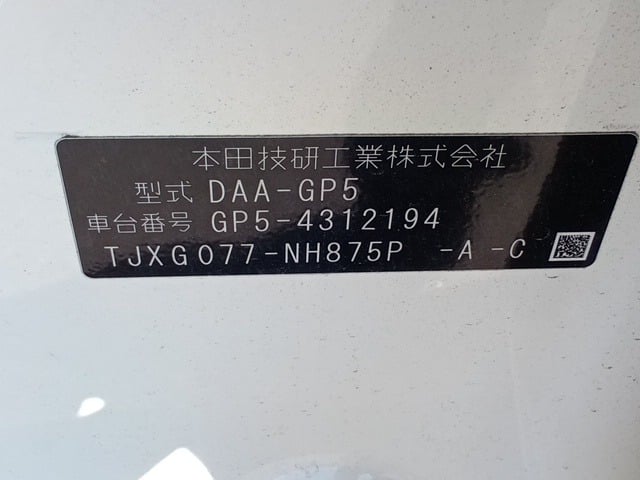 本田技研工業株式会社
型式 DAA-GP5
車台番号 GP5-4312194
TJXG077-NH875P -A -C